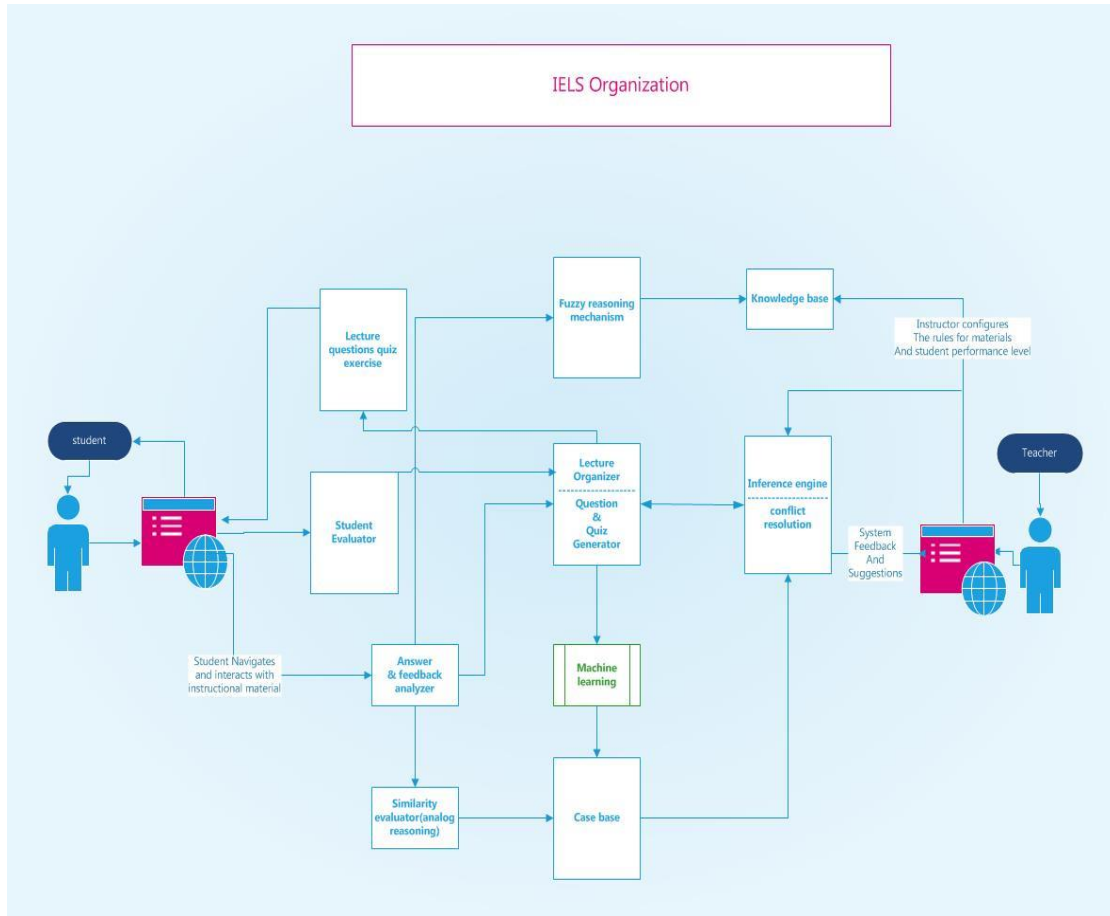 IELS Organization
Fuzzy reasoning
mechanism
Knowledge base
Lecture
questions quiz
exercise
Instructor configures
The rules for materials
And student performance level
student
Lecture
Organizer
Question
&
Quiz
Generator
Inference engine
conflict
resolution
Teacher
Student
Evaluator
System
Feedback
And
Suggestions
Student Navigates
and interacts with
instructional material
Answer
& feedback
analyzer
Machine
learning
Similarity
evaluator(analog
reasoning)
Case base